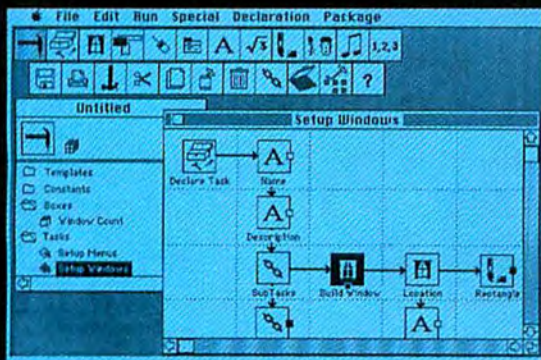 File Edit Run Special Declaration Package
A √3 1,2,3
?
Untitled
Templates
Constants
Boxes
Window Count
Tasks
Setup Menus
Setup Windows
Setup Windows
Declare Task
A
Name
A
Description
SubTasks
Build Window
Location
Rectangle
A